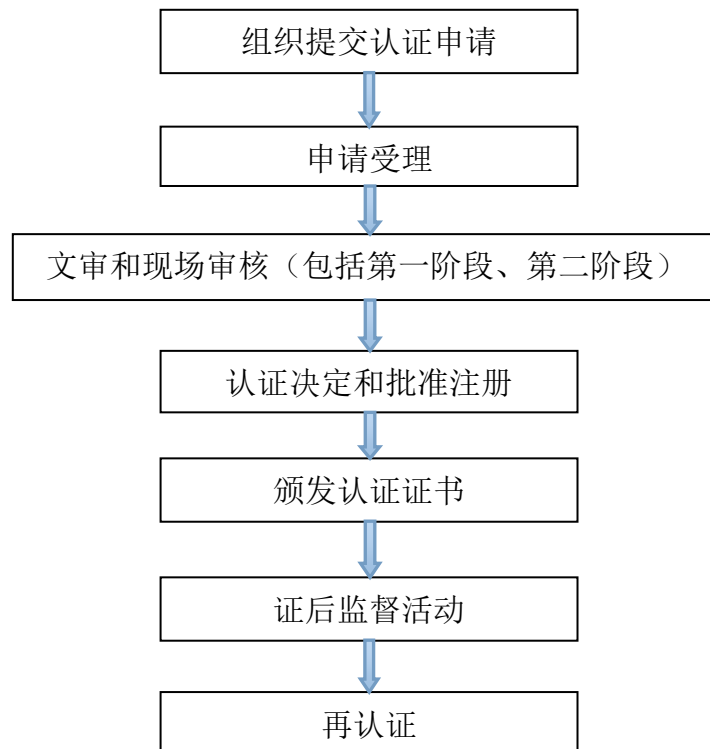 组织提交认证申请
申请受理
文审和现场审核（包括第一阶段、第二阶段）
认证决定和批准注册
颁发认证证书
证后监督活动
再认证